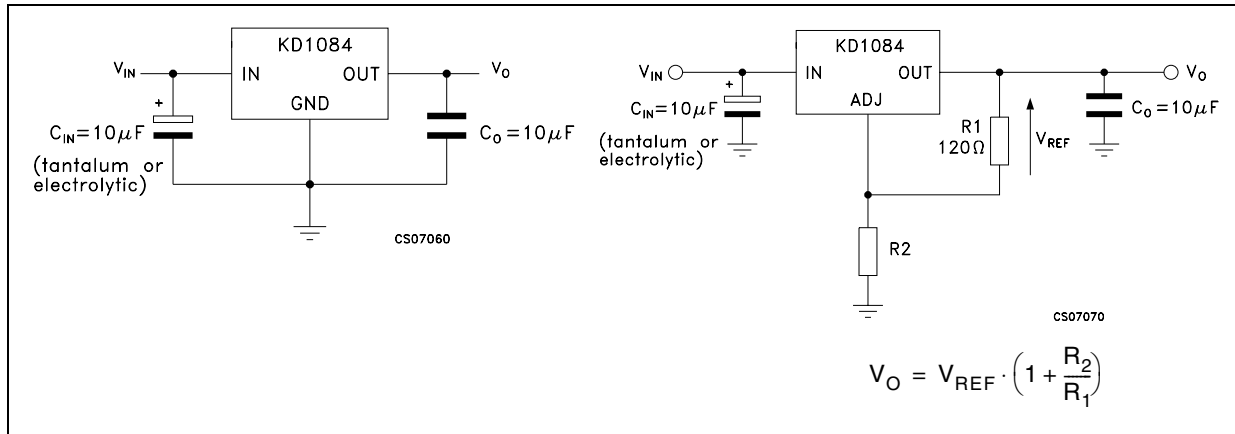 KD1084
V_IN
IN
OUT
V_O
GND
+
C_IN=10μF
(tantalum or
electrolytic)
C_O=10μF
CS07060
KD1084
V_IN
IN
OUT
V_O
ADJ
+
C_IN=10μF
(tantalum or
electrolytic)
R1
120Ω
V_REF
C_O=10μF
R2
CS07070
V_O = V_REF · (1 + R_2/R_1)